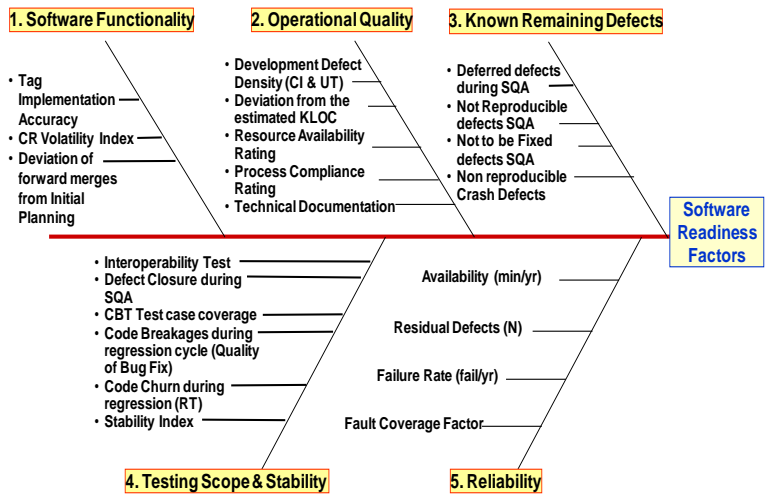 1. Software Functionality
• Tag
Implementation
Accuracy
• CR Volatility Index
• Deviation of
forward merges
from Initial
Planning
2. Operational Quality
• Development Defect
Density (CI & UT)
• Deviation from the
estimated KLOC
• Resource Availability
Rating
• Process Compliance
Rating
• Technical Documentation
3. Known Remaining Defects
• Deferred defects
during SQA
• Not Reproducible
defects SQA
• Not to be Fixed
defects SQA
• Non reproducible
Crash Defects
Software
Readiness
Factors
• Interoperability Test
• Defect Closure during
SQA
• CBT Test case coverage
• Code Breakages during
regression cycle (Quality
of Bug Fix)
• Code Churn during
regression (RT)
• Stability Index
4. Testing Scope & Stability
Availability (min/yr)
Residual Defects (N)
Failure Rate (fail/yr)
Fault Coverage Factor
5. Reliability